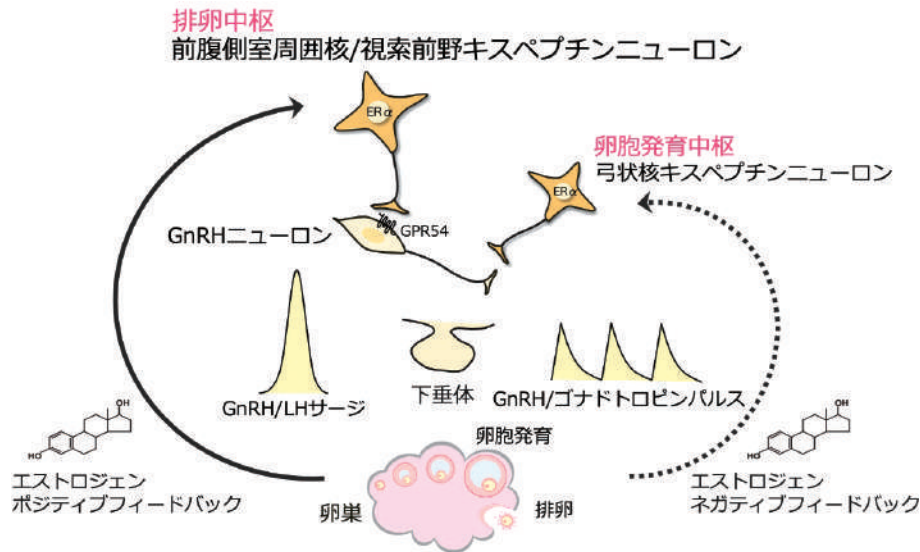 排卵中枢
前腹側室周囲核/視索前野キスペプチンニューロン
ERα
卵胞発育中枢
弓状核キスペプチンニューロン
ERα
GPR54
GnRHニューロン
GnRH/LHサージ
下垂体
GnRH/ゴナドトロピンパルス
OH
HO
エストロジェン
ポジティブフィードバック
卵胞発育
卵巣
排卵
OH
HO
エストロジェン
ネガティブフィードバック